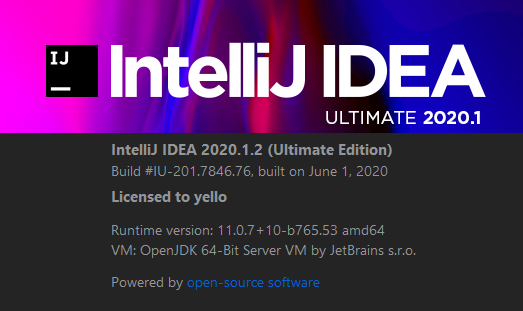 IJ
IntelliJ IDEA
ULTIMATE 2020.1
IntelliJ IDEA 2020.1.2 (Ultimate Edition)
Build #IU-201.7846.76, built on June 1, 2020
Licensed to yello
Runtime version: 11.0.7+10-b765.53 amd64
VM: OpenJDK 64-Bit Server VM by JetBrains s.r.o.
Powered by open-source software